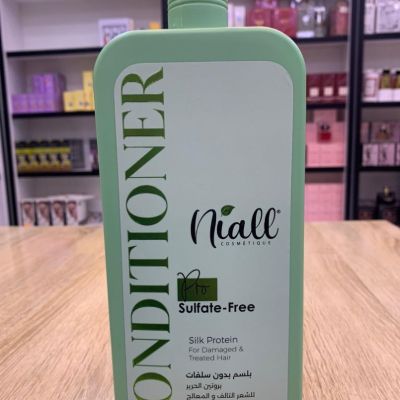 CONDITIONER
Niall
COSMÉTIQUE
Pro
Sulfate-Free
Silk Protein
For Damaged &
Treated Hair
بلسم بدون سلفات
بروتين الحرير
للشعر التالف و المعالج